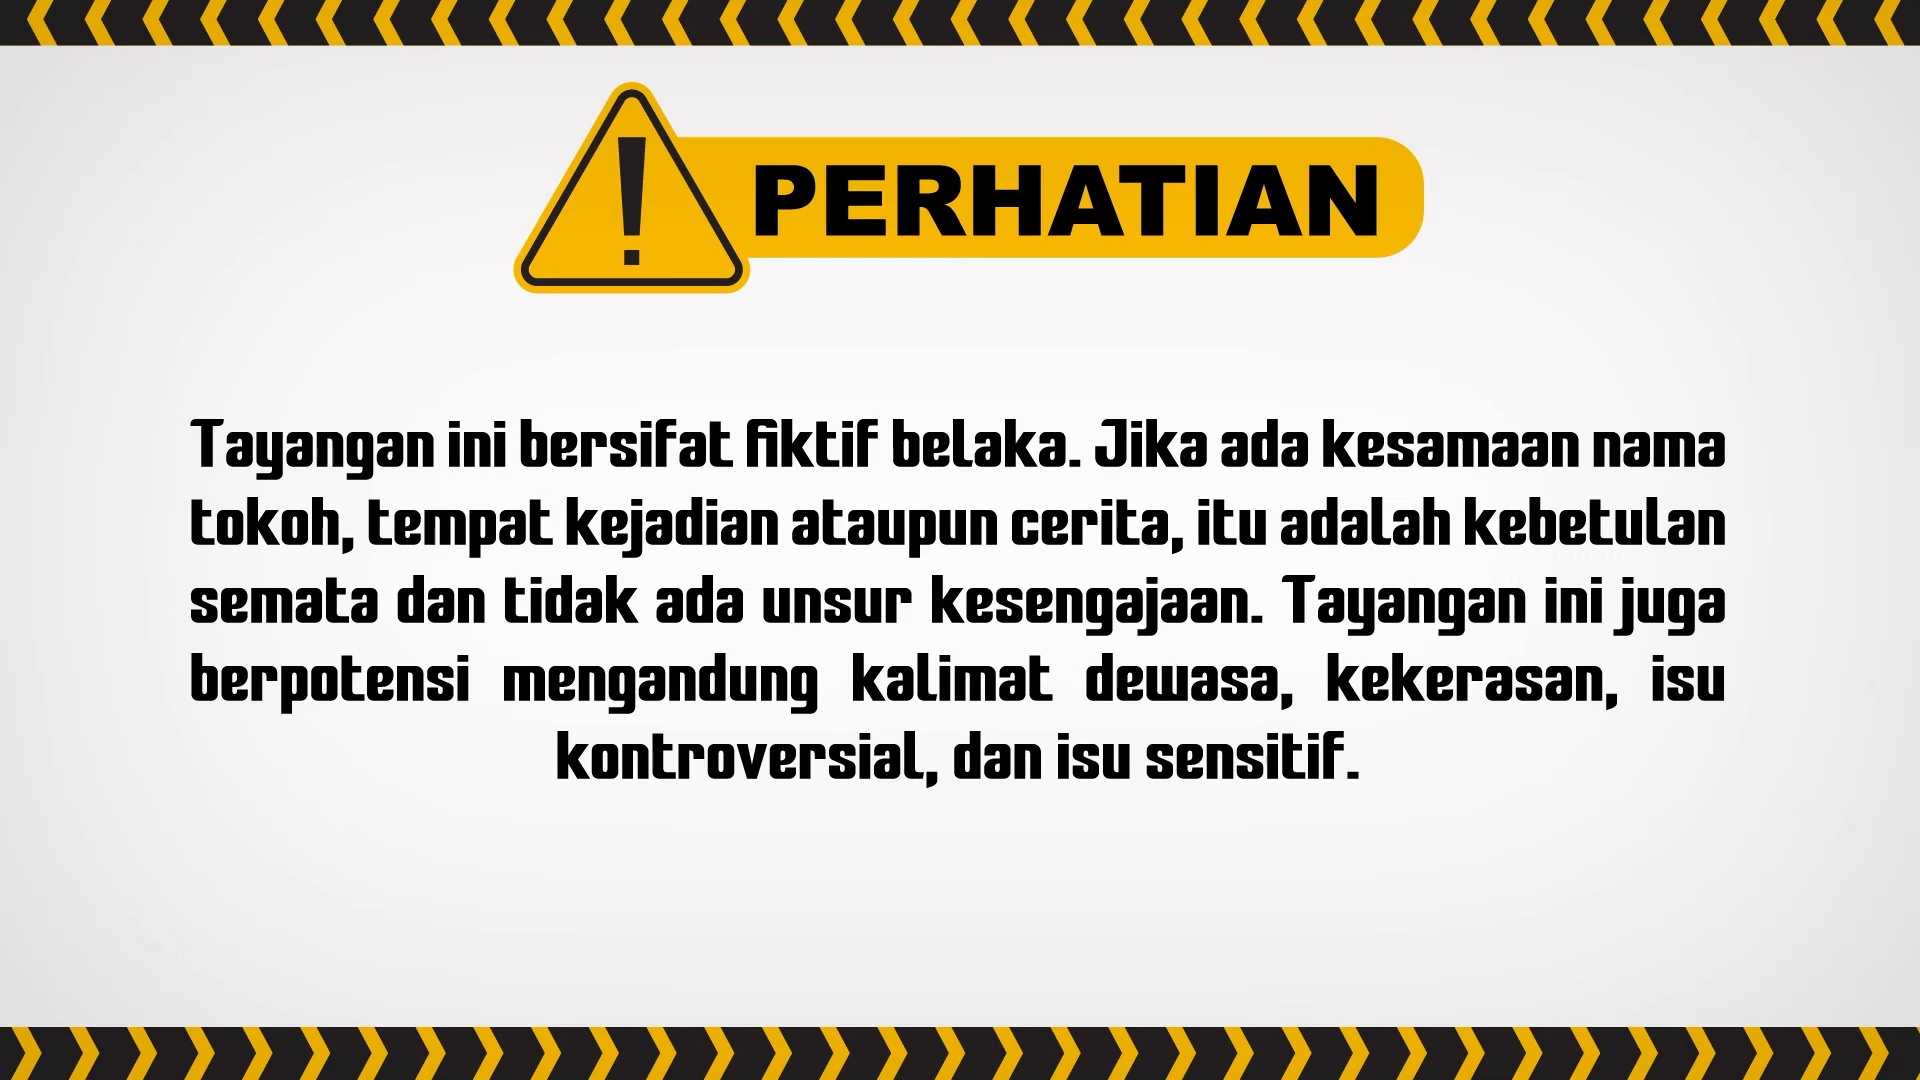 PERHATIAN
Tayangan ini bersifat fiktif belaka. Jika ada kesamaan nama
tokoh, tempat kejadian ataupun cerita, itu adalah kebetulan
semata dan tidak ada unsur kesengajaan. Tayangan ini juga
berpotensi mengandung kalimat dewasa, kekerasan, isu
kontroversial, dan isu sensitif.